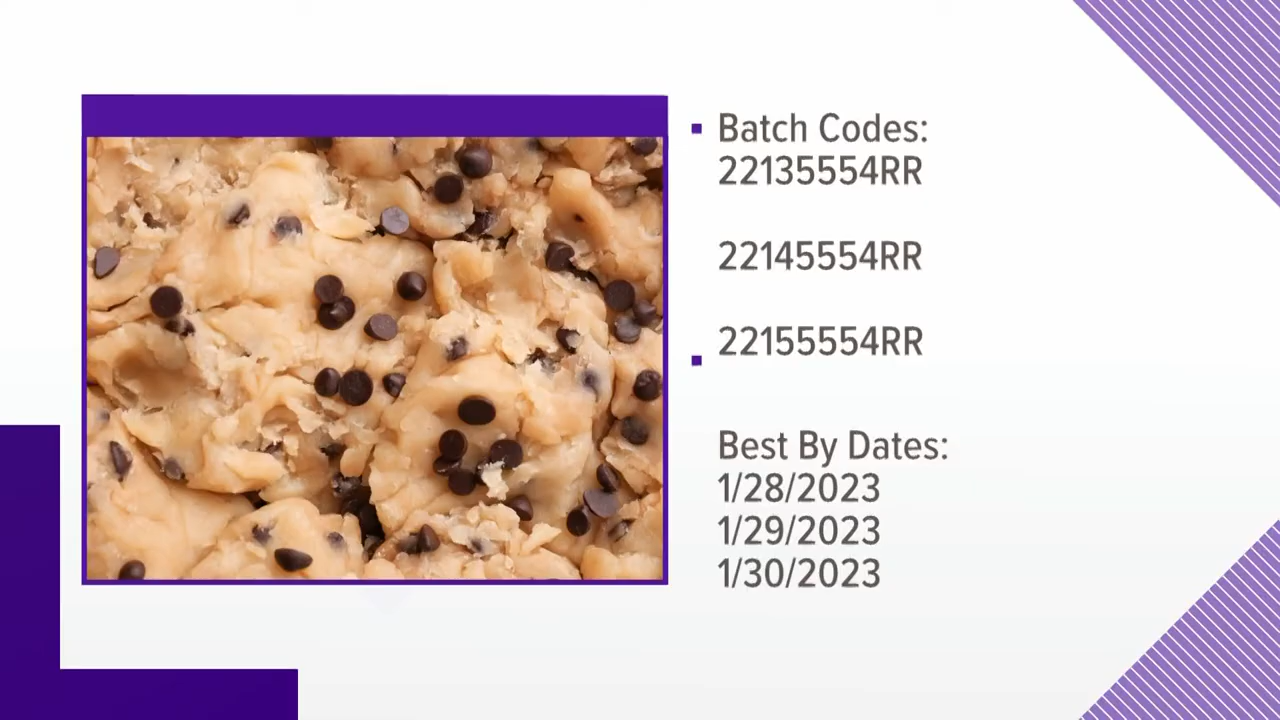 Batch Codes:
22135554RR
22145554RR
22155554RR
Best By Dates:
1/28/2023
1/29/2023
1/30/2023